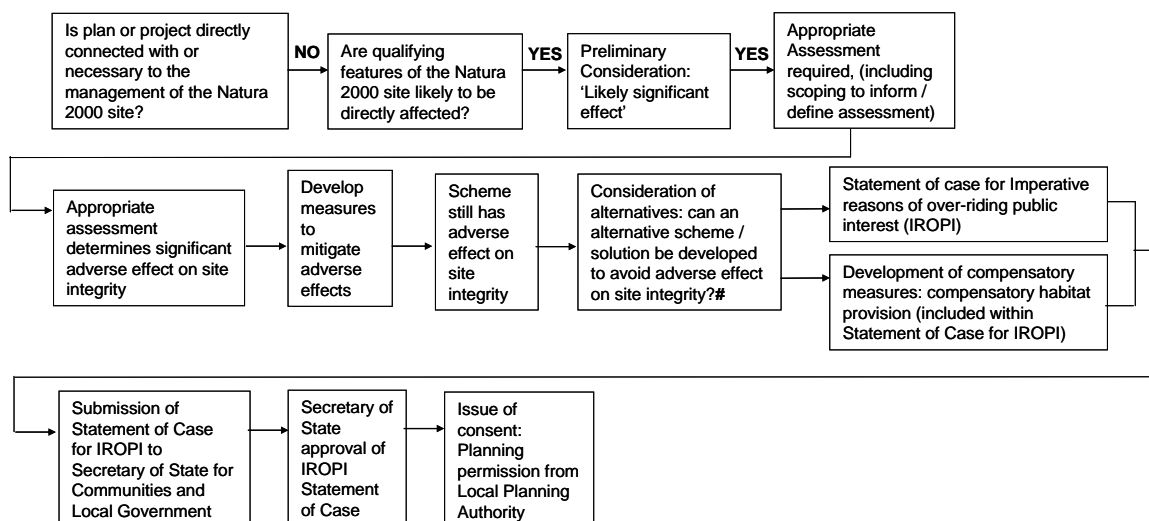 Is plan or project directly
connected with or
necessary to the
management of the Natura
2000 site?
NO
Are qualifying
features of the Natura
2000 site likely to be
directly affected?
YES
Preliminary
Consideration:
‘Likely significant
effect’
YES
Appropriate
Assessment
required, (including
scoping to inform /
define assessment)
Appropriate
assessment
determines significant
adverse effect on site
integrity
Develop
measures
to
mitigate
adverse
effects
Scheme
still has
adverse
effect on
site
integrity
Consideration of
alternatives: can an
alternative scheme /
solution be developed
to avoid adverse effect
on site integrity?#
Statement of case for Imperative
reasons of over-riding public
interest (IROPI)
Development of compensatory
measures: compensatory habitat
provision (included within
Statement of Case for IROPI)
Submission of
Statement of Case
for IROPI to
Secretary of State for
Communities and
Local Government
Secretary of
State
approval of
IROPI
Statement
of Case
Issue of
consent:
Planning
permission from
Local Planning
Authority